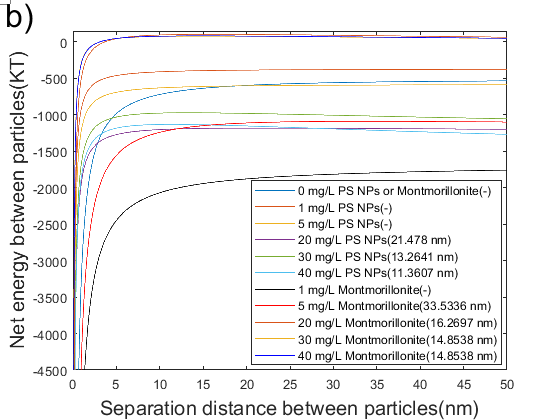 b)
Net energy between particles(KT)
0
-500
-1000
-1500
-2000
-2500
-3000
-3500
-4000
-4500
0 mg/L PS NPs or Montmorillonite(-)
1 mg/L PS NPs(-)
5 mg/L PS NPs(-)
20 mg/L PS NPs(21.478 nm)
30 mg/L PS NPs(13.2641 nm)
40 mg/L PS NPs(11.3607 nm)
1 mg/L Montmorillonite(-)
5 mg/L Montmorillonite(33.5336 nm)
20 mg/L Montmorillonite(16.2697 nm)
30 mg/L Montmorillonite(14.8538 nm)
40 mg/L Montmorillonite(14.8538 nm)
0 5 10 15 20 25 30 35 40 45 50
Separation distance between particles(nm)